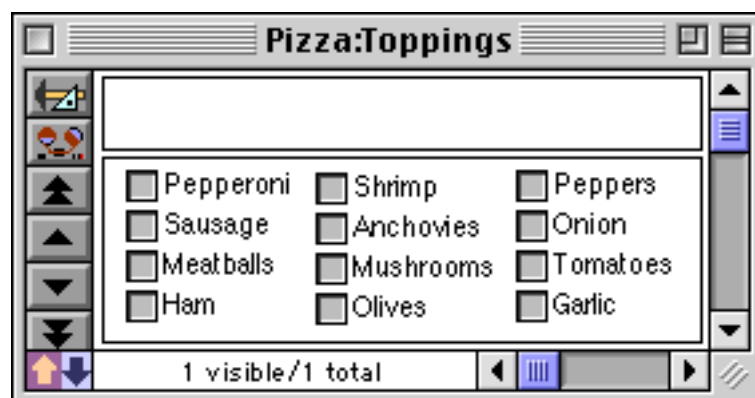 Pizza:Toppings
Pepperoni Shrimp Peppers
Sausage Anchovies Onion
Meatballs Mushrooms Tomatoes
Ham Olives Garlic
1 visible/1 total